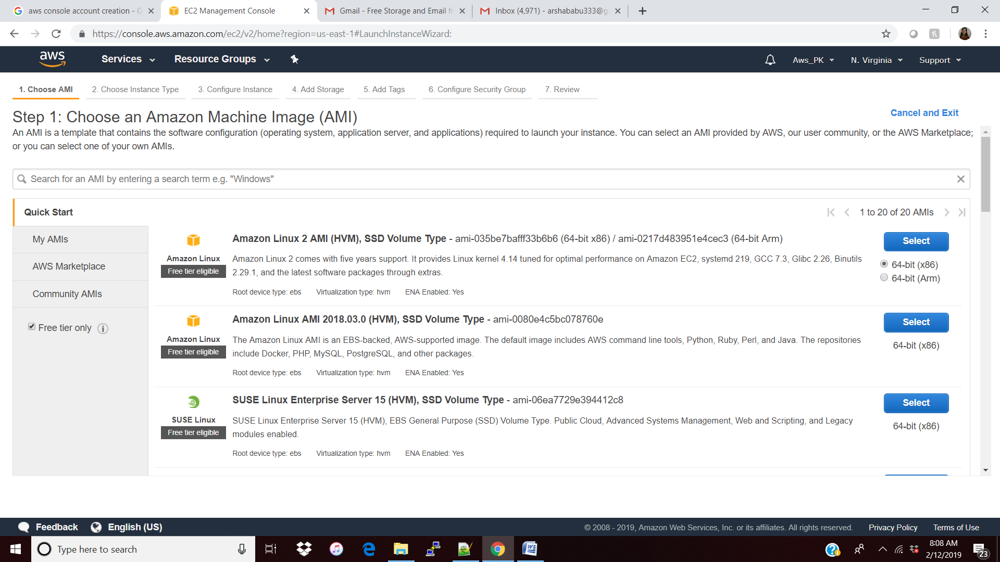 aws console account creation - G
EC2 Management Console
Gmail - Free Storage and Email fr
Inbox (4,971) - arshababu333@g
https://console.aws.amazon.com/ec2/v2/home?region=us-east-1#LaunchInstanceWizard:
aws
Services
Resource Groups
Aws_PK
N. Virginia
Support
1. Choose AMI
2. Choose Instance Type
3. Configure Instance
4. Add Storage
5. Add Tags
6. Configure Security Group
7. Review
Step 1: Choose an Amazon Machine Image (AMI)
Cancel and Exit
An AMI is a template that contains the software configuration (operating system, application server, and applications) required to launch your instance. You can select an AMI provided by AWS, our user community, or the AWS Marketplace;
or you can select one of your own AMIs.
Search for an AMI by entering a search term e.g. "Windows"
Quick Start
1 to 20 of 20 AMIs
My AMIs
AWS Marketplace
Community AMIs
Free tier only
Amazon Linux
Free tier eligible
Amazon Linux 2 AMI (HVM), SSD Volume Type - ami-035be7bafff33b6b6 (64-bit x86) / ami-0217d483951e4cec3 (64-bit Arm)
Amazon Linux 2 comes with five years support. It provides Linux kernel 4.14 tuned for optimal performance on Amazon EC2, systemd 219, GCC 7.3, Glibc 2.26, Binutils
2.29.1, and the latest software packages through extras.
Root device type: ebs Virtualization type: hvm ENA Enabled: Yes
Select
64-bit (x86)
64-bit (Arm)
Amazon Linux
Free tier eligible
Amazon Linux AMI 2018.03.0 (HVM), SSD Volume Type - ami-0080e4c5bc078760e
The Amazon Linux AMI is an EBS-backed, AWS-supported image. The default image includes AWS command line tools, Python, Ruby, Perl, and Java. The repositories
include Docker, PHP, MySQL, PostgreSQL, and other packages.
Root device type: ebs Virtualization type: hvm ENA Enabled: Yes
Select
64-bit (x86)
SUSE Linux
Free tier eligible
SUSE Linux Enterprise Server 15 (HVM), SSD Volume Type - ami-06ea7729e394412c8
SUSE Linux Enterprise Server 15 (HVM), EBS General Purpose (SSD) Volume Type. Public Cloud, Advanced Systems Management, Web and Scripting, and Legacy
modules enabled.
Root device type: ebs Virtualization type: hvm ENA Enabled: Yes
Select
64-bit (x86)
Feedback
English (US)
© 2008 - 2019, Amazon Web Services, Inc. or its affiliates. All rights reserved.
Privacy Policy
Terms of Use
Type here to search
8:08 AM
2/12/2019
23